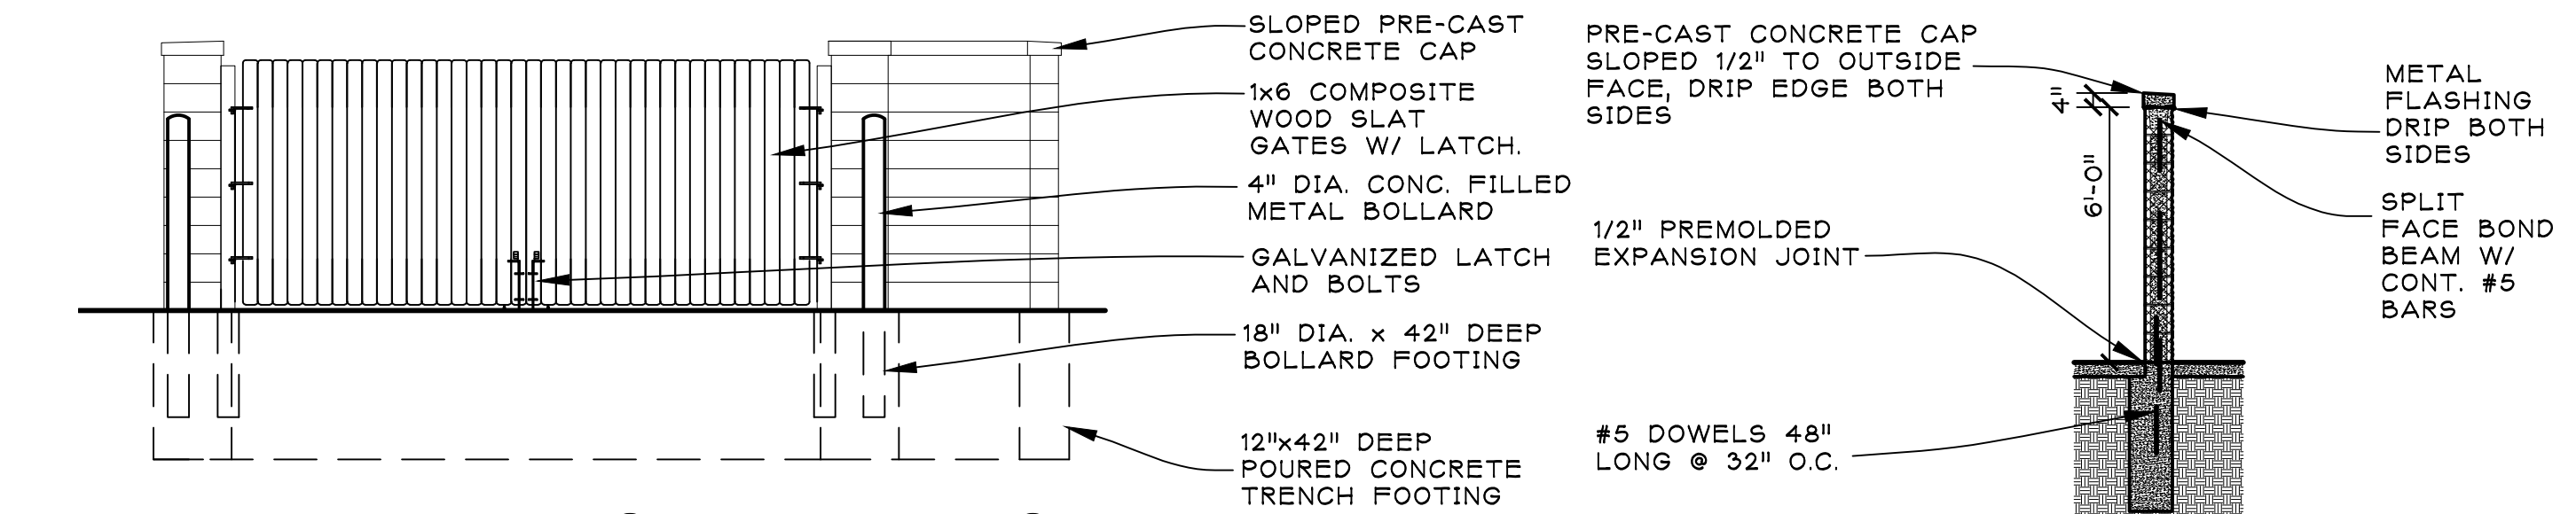 SLOPED PRE-CAST
CONCRETE CAP
1x6 COMPOSITE
WOOD SLAT
GATES W/ LATCH.
4" DIA. CONC. FILLED
METAL BOLLARD
GALVANIZED LATCH
AND BOLTS
18" DIA. x 42" DEEP
BOLLARD FOOTING
12"x42" DEEP
POURED CONCRETE
TRENCH FOOTING
PRE-CAST CONCRETE CAP
SLOPED 1/2" TO OUTSIDE
FACE, DRIP EDGE BOTH
SIDES
1/2" PREMOLDED
EXPANSION JOINT
#5 DOWELS 48"
LONG @ 32" O.C.
4"
6'-0"
METAL
FLASHING
DRIP BOTH
SIDES
SPLIT
FACE BOND
BEAM W/
CONT. #5
BARS